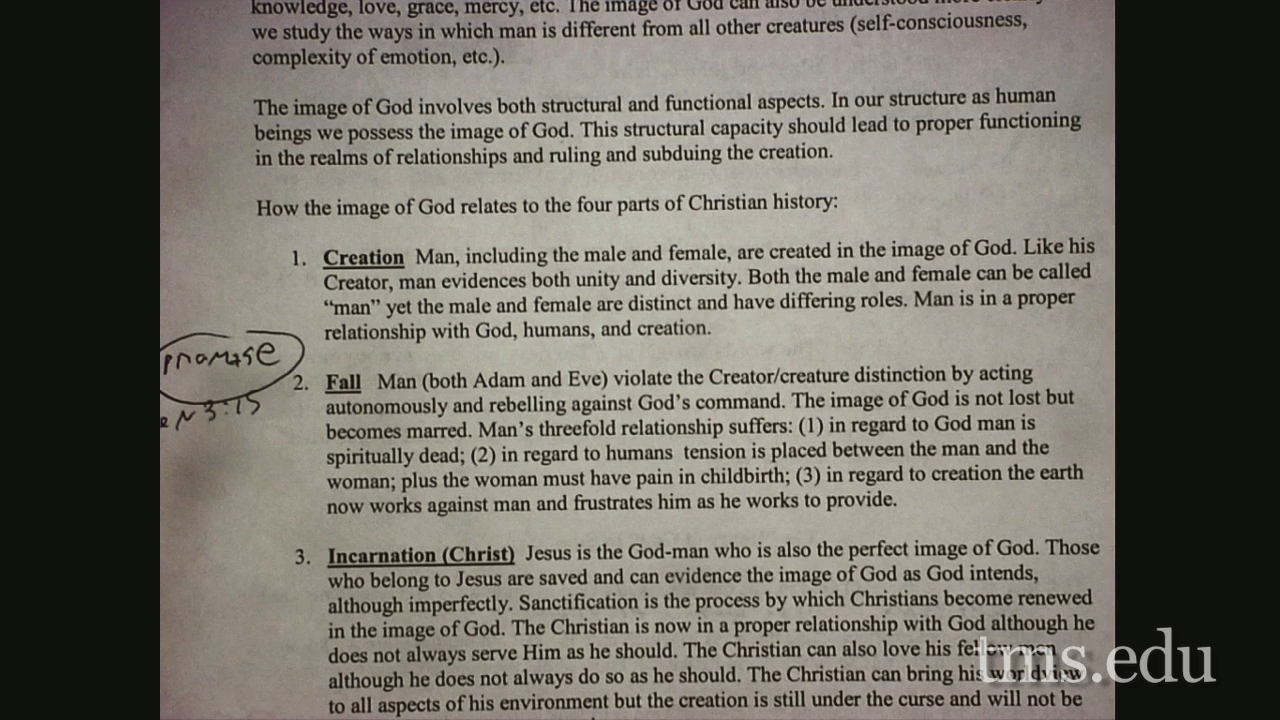 knowledge, love, grace, mercy, etc. The image of God can also be understood more
we study the ways in which man is different from all other creatures (self-consciousness,
complexity of emotion, etc.).
The image of God involves both structural and functional aspects. In our structure as human
beings we possess the image of God. This structural capacity should lead to proper functioning
in the realms of relationships and ruling and subduing the creation.
How the image of God relates to the four parts of Christian history:
1. Creation Man, including the male and female, are created in the image of God. Like his
Creator, man evidences both unity and diversity. Both the male and female can be called
“man” yet the male and female are distinct and have differing roles. Man is in a proper
relationship with God, humans, and creation.
promise
en 3:15
2. Fall Man (both Adam and Eve) violate the Creator/creature distinction by acting
autonomously and rebelling against God’s command. The image of God is not lost but
becomes marred. Man’s threefold relationship suffers: (1) in regard to God man is
spiritually dead; (2) in regard to humans tension is placed between the man and the
woman; plus the woman must have pain in childbirth; (3) in regard to creation the earth
now works against man and frustrates him as he works to provide.
3. Incarnation (Christ) Jesus is the God-man who is also the perfect image of God. Those
who belong to Jesus are saved and can evidence the image of God as God intends,
although imperfectly. Sanctification is the process by which Christians become renewed
in the image of God. The Christian is now in a proper relationship with God although he
does not always serve Him as he should. The Christian can also love his fellow man
although he does not always do so as he should. The Christian can bring his worldview
to all aspects of his environment but the creation is still under the curse and will not be
tms.edu